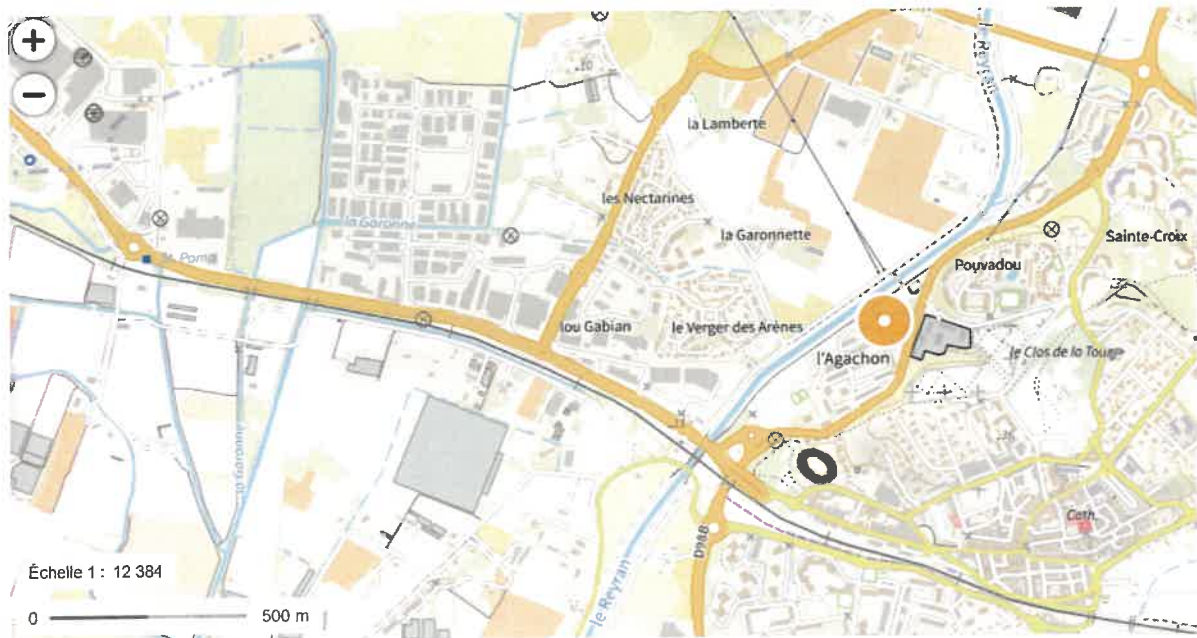 +
−
le Reyran
la Lamberte
les Nectarines
la Garonne
la Garonnette
Sainte-Croix
Pouvadou
lou Gabian
le Verger des Arènes
l'Agachon
le Clos de la Tour
la Garonne
Cath.
D98B
le Reyran
Échelle 1 : 12 384
0 500 m